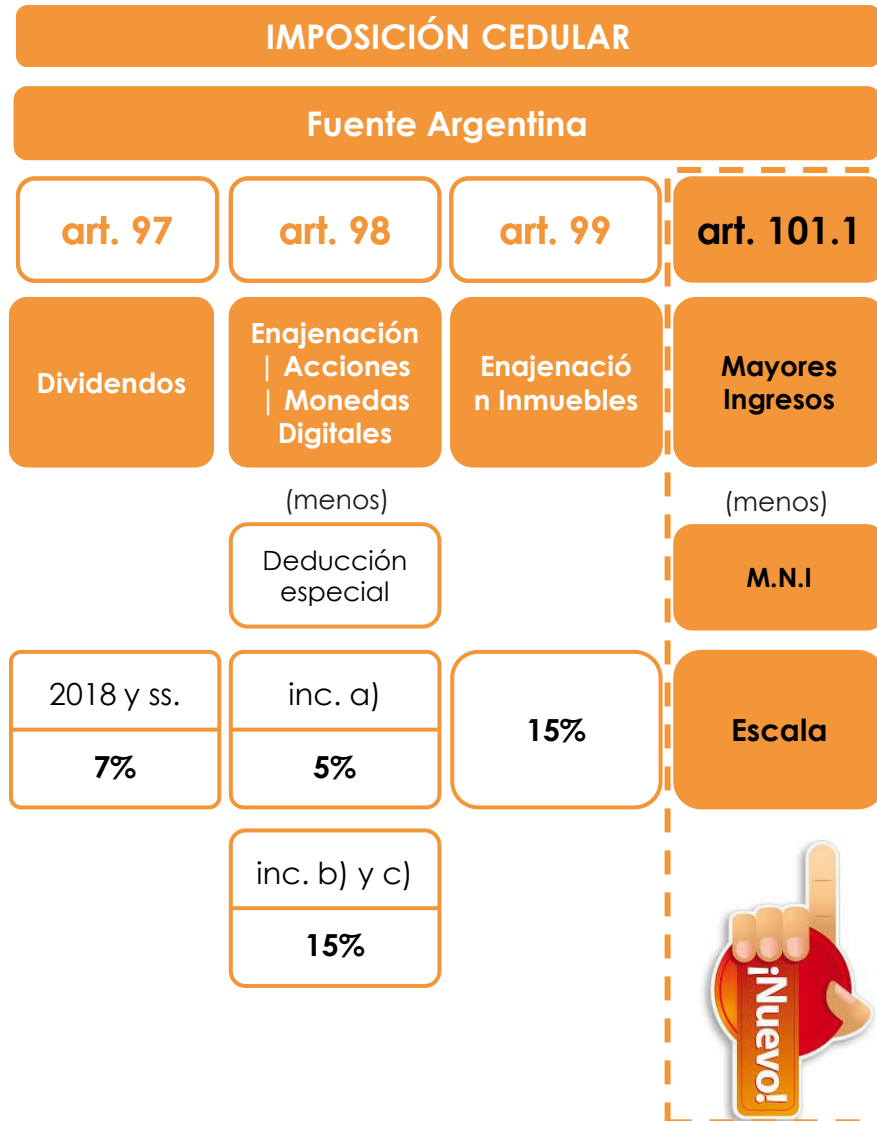 IMPOSICIÓN CEDULAR
Fuente Argentina
art. 97
art. 98
art. 99
art. 101.1
Dividendos
Enajenación
| Acciones
| Monedas
Digitales
Enajenació
n Inmuebles
Mayores
Ingresos
(menos)
(menos)
Deducción
especial
M.N.I
2018 y ss.
7%
inc. a)
5%
15%
Escala
inc. b) y c)
15%
¡Nuevo!